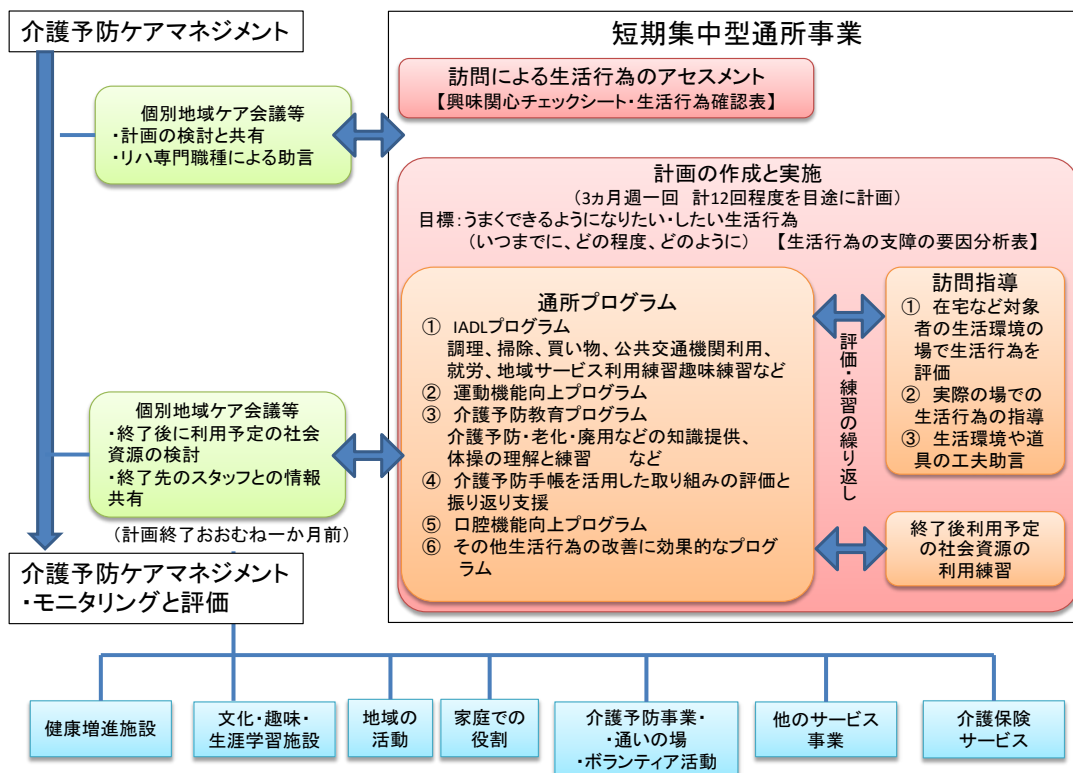 介護予防ケアマネジメント
個別地域ケア会議等
・計画の検討と共有
・リハ専門職種による助言
個別地域ケア会議等
・終了後に利用予定の社会
資源の検討
・終了先のスタッフとの情報
共有
(計画終了おおむね一か月前)
介護予防ケアマネジメント
・モニタリングと評価
短期集中型通所事業
訪問による生活行為のアセスメント
【興味関心チェックシート・生活行為確認表】
計画の作成と実施
(3ヵ月週一回 計12回程度を目途に計画)
目標:うまくできるようになりたい・したい生活行為
(いつまでに、どの程度、どのように) 【生活行為の支障の要因分析表】
通所プログラム
① IADLプログラム
調理、掃除、買い物、公共交通機関利用、
就労、地域サービス利用練習趣味練習など
② 運動機能向上プログラム
③ 介護予防教育プログラム
介護予防・老化・廃用などの知識提供、
体操の理解と練習 など
④ 介護予防手帳を活用した取り組みの評価と
振り返り支援
⑤ 口腔機能向上プログラム
⑥ その他生活行為の改善に効果的なプログ
ラム
評価・練習の繰り返し
訪問指導
① 在宅など対象
者の生活環境の
場で生活行為を
評価
② 実際の場での
生活行為の指導
③ 生活環境や道
具の工夫助言
終了後利用予定
の社会資源の
利用練習
健康増進施設
文化・趣味・
生涯学習施設
地域の
活動
家庭での
役割
介護予防事業・
・通いの場
・ボランティア活動
他のサービス
事業
介護保険
サービス